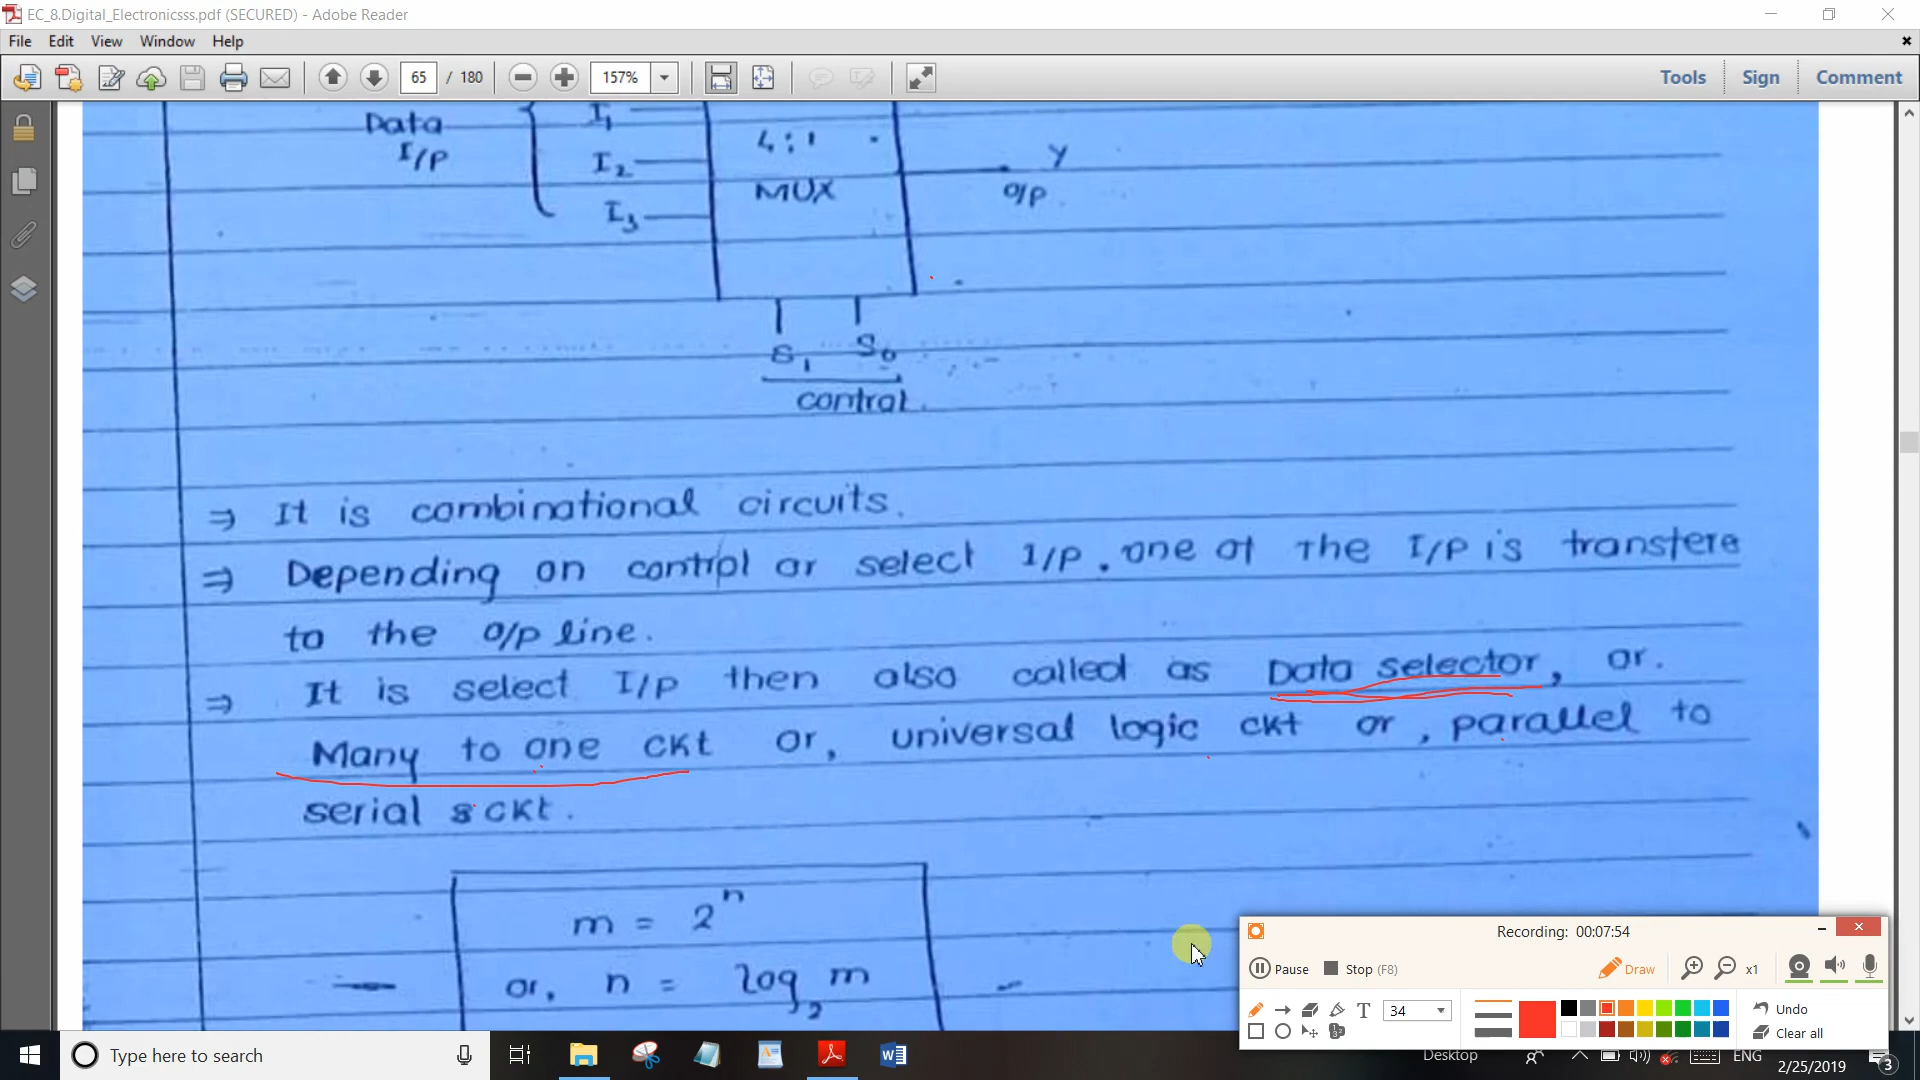 EC_8.Digital_Electronicsss.pdf (SECURED) - Adobe Reader
File Edit View Window Help
65 / 180 157% Tools Sign Comment
I1
Data
I/P
4:1
I2
Y
MUX
O/P
I3
S1 S0
control.
⇒ It is combinational circuits.
⇒ Depending on control or select I/P. one of the I/P is transfere
to the O/P line.
⇒ It is select I/P then also called as Data selector, or.
Many to one ckt or, universal logic ckt or, parallel to
serial sckt.
m = 2^n
or, n = log2 m
Recording: 00:07:54
Pause Stop (F8) Draw x1
T 34 Undo
Clear all
Type here to search
Desktop ENG
2/25/2019 3